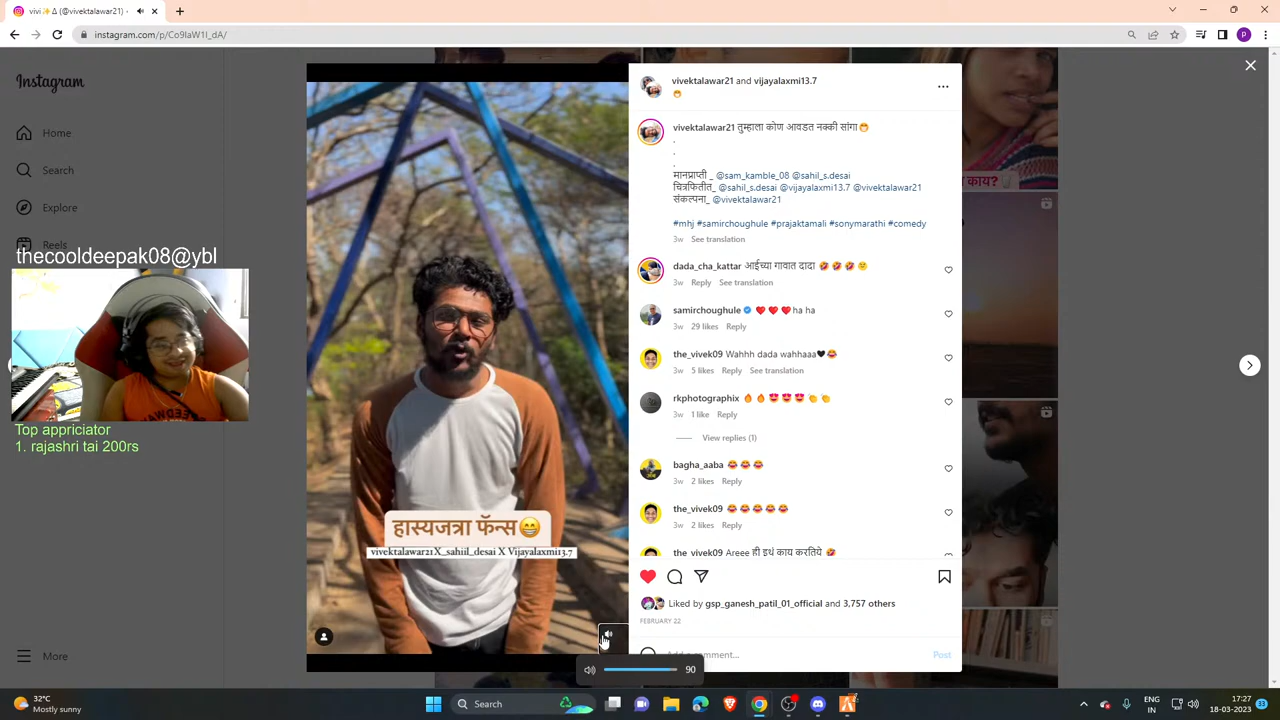 vivi✨Δ (@vivektalawar21) •
instagram.com/p/Co9IaW1I_dA/
Instagram
Home
Search
Explore
Reels
thecooldeepak08@ybl
Top appriciator
1. rajashri tai 200rs
More
हास्यजत्रा फॅन्स😁
vivektalawar21X_sahiil_desai X Vijayalaxmi13.7
vivektalawar21 and vijayalaxmi13.7
😁
vivektalawar21 तुम्हाला कोण आवडत नक्की सांगा😁
.
.
.
मानप्राप्ती _ @sam_kamble_08 @sahil_s.desai
चित्रफितीत_ @sahil_s.desai @vijayalaxmi13.7 @vivektalawar21
संकल्पना_ @vivektalawar21
#mhj #samirchoughule #prajaktamali #sonymarathi #comedy
3w See translation
dada_cha_kattar आईच्या गावात दादा 🤣🤣🤣🫡
3w Reply See translation
samirchoughule ❤️❤️❤️ha ha
3w 29 likes Reply
the_vivek09 Wahhh dada wahhaaa🖤😂
3w 5 likes Reply See translation
rkphotographix 🔥🔥😍😍😍👏👏
3w 1 like Reply
View replies (1)
bagha_aaba 😂😂😂
3w 2 likes Reply
the_vivek09 😂😂😂😂😂
3w 2 likes Reply
the_vivek09 Areee ही इथं काय करतिये 🤣
Liked by gsp_ganesh_patil_01_official and 3,757 others
FEBRUARY 22
comment...
Post
90
काय?
32°C
Mostly sunny
Search
ENG
IN
17:27
18-03-2023